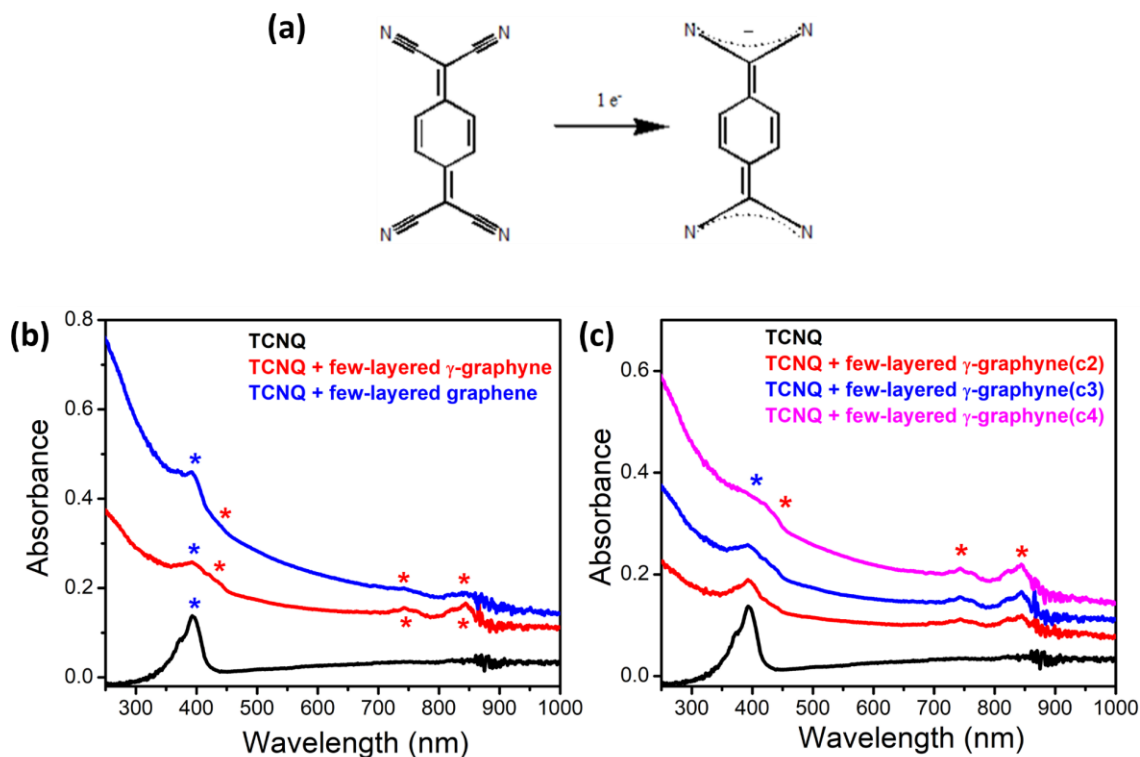 (a)
N N
N N
1 e⁻
N − N
N N
(b)
TCNQ
TCNQ + few-layered γ-graphyne
TCNQ + few-layered graphene
Absorbance
0.8
0.6
0.4
0.2
0.0
* * * * * * * * *
300 400 500 600 700 800 900 1000
Wavelength (nm)
(c)
TCNQ
TCNQ + few-layered γ-graphyne(c2)
TCNQ + few-layered γ-graphyne(c3)
TCNQ + few-layered γ-graphyne(c4)
Absorbance
0.6
0.4
0.2
0.0
* * * *
300 400 500 600 700 800 900 1000
Wavelength (nm)